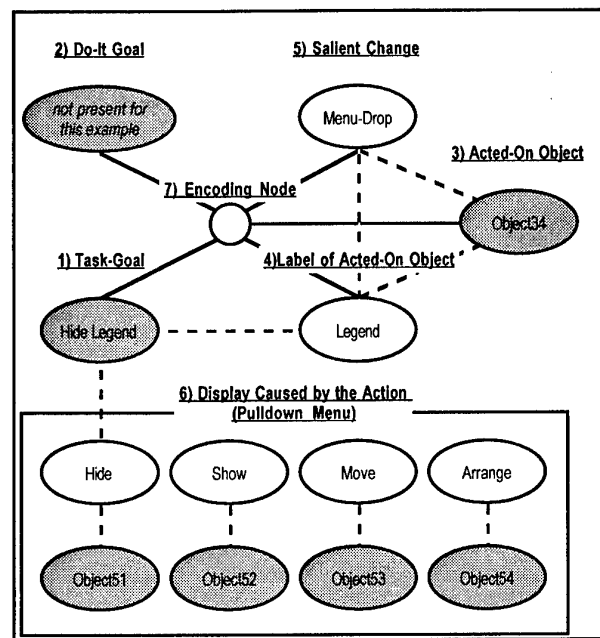 2) Do-It Goal
5) Salient Change
not present for
this example
Menu-Drop
3) Acted-On Object
7) Encoding Node
Object34
1) Task-Goal
4)Label of Acted-On Object
Hide Legend
Legend
6) Display Caused by the Action
(Pulldown Menu)
Hide
Show
Move
Arrange
Object51
Object52
Object53
Object54